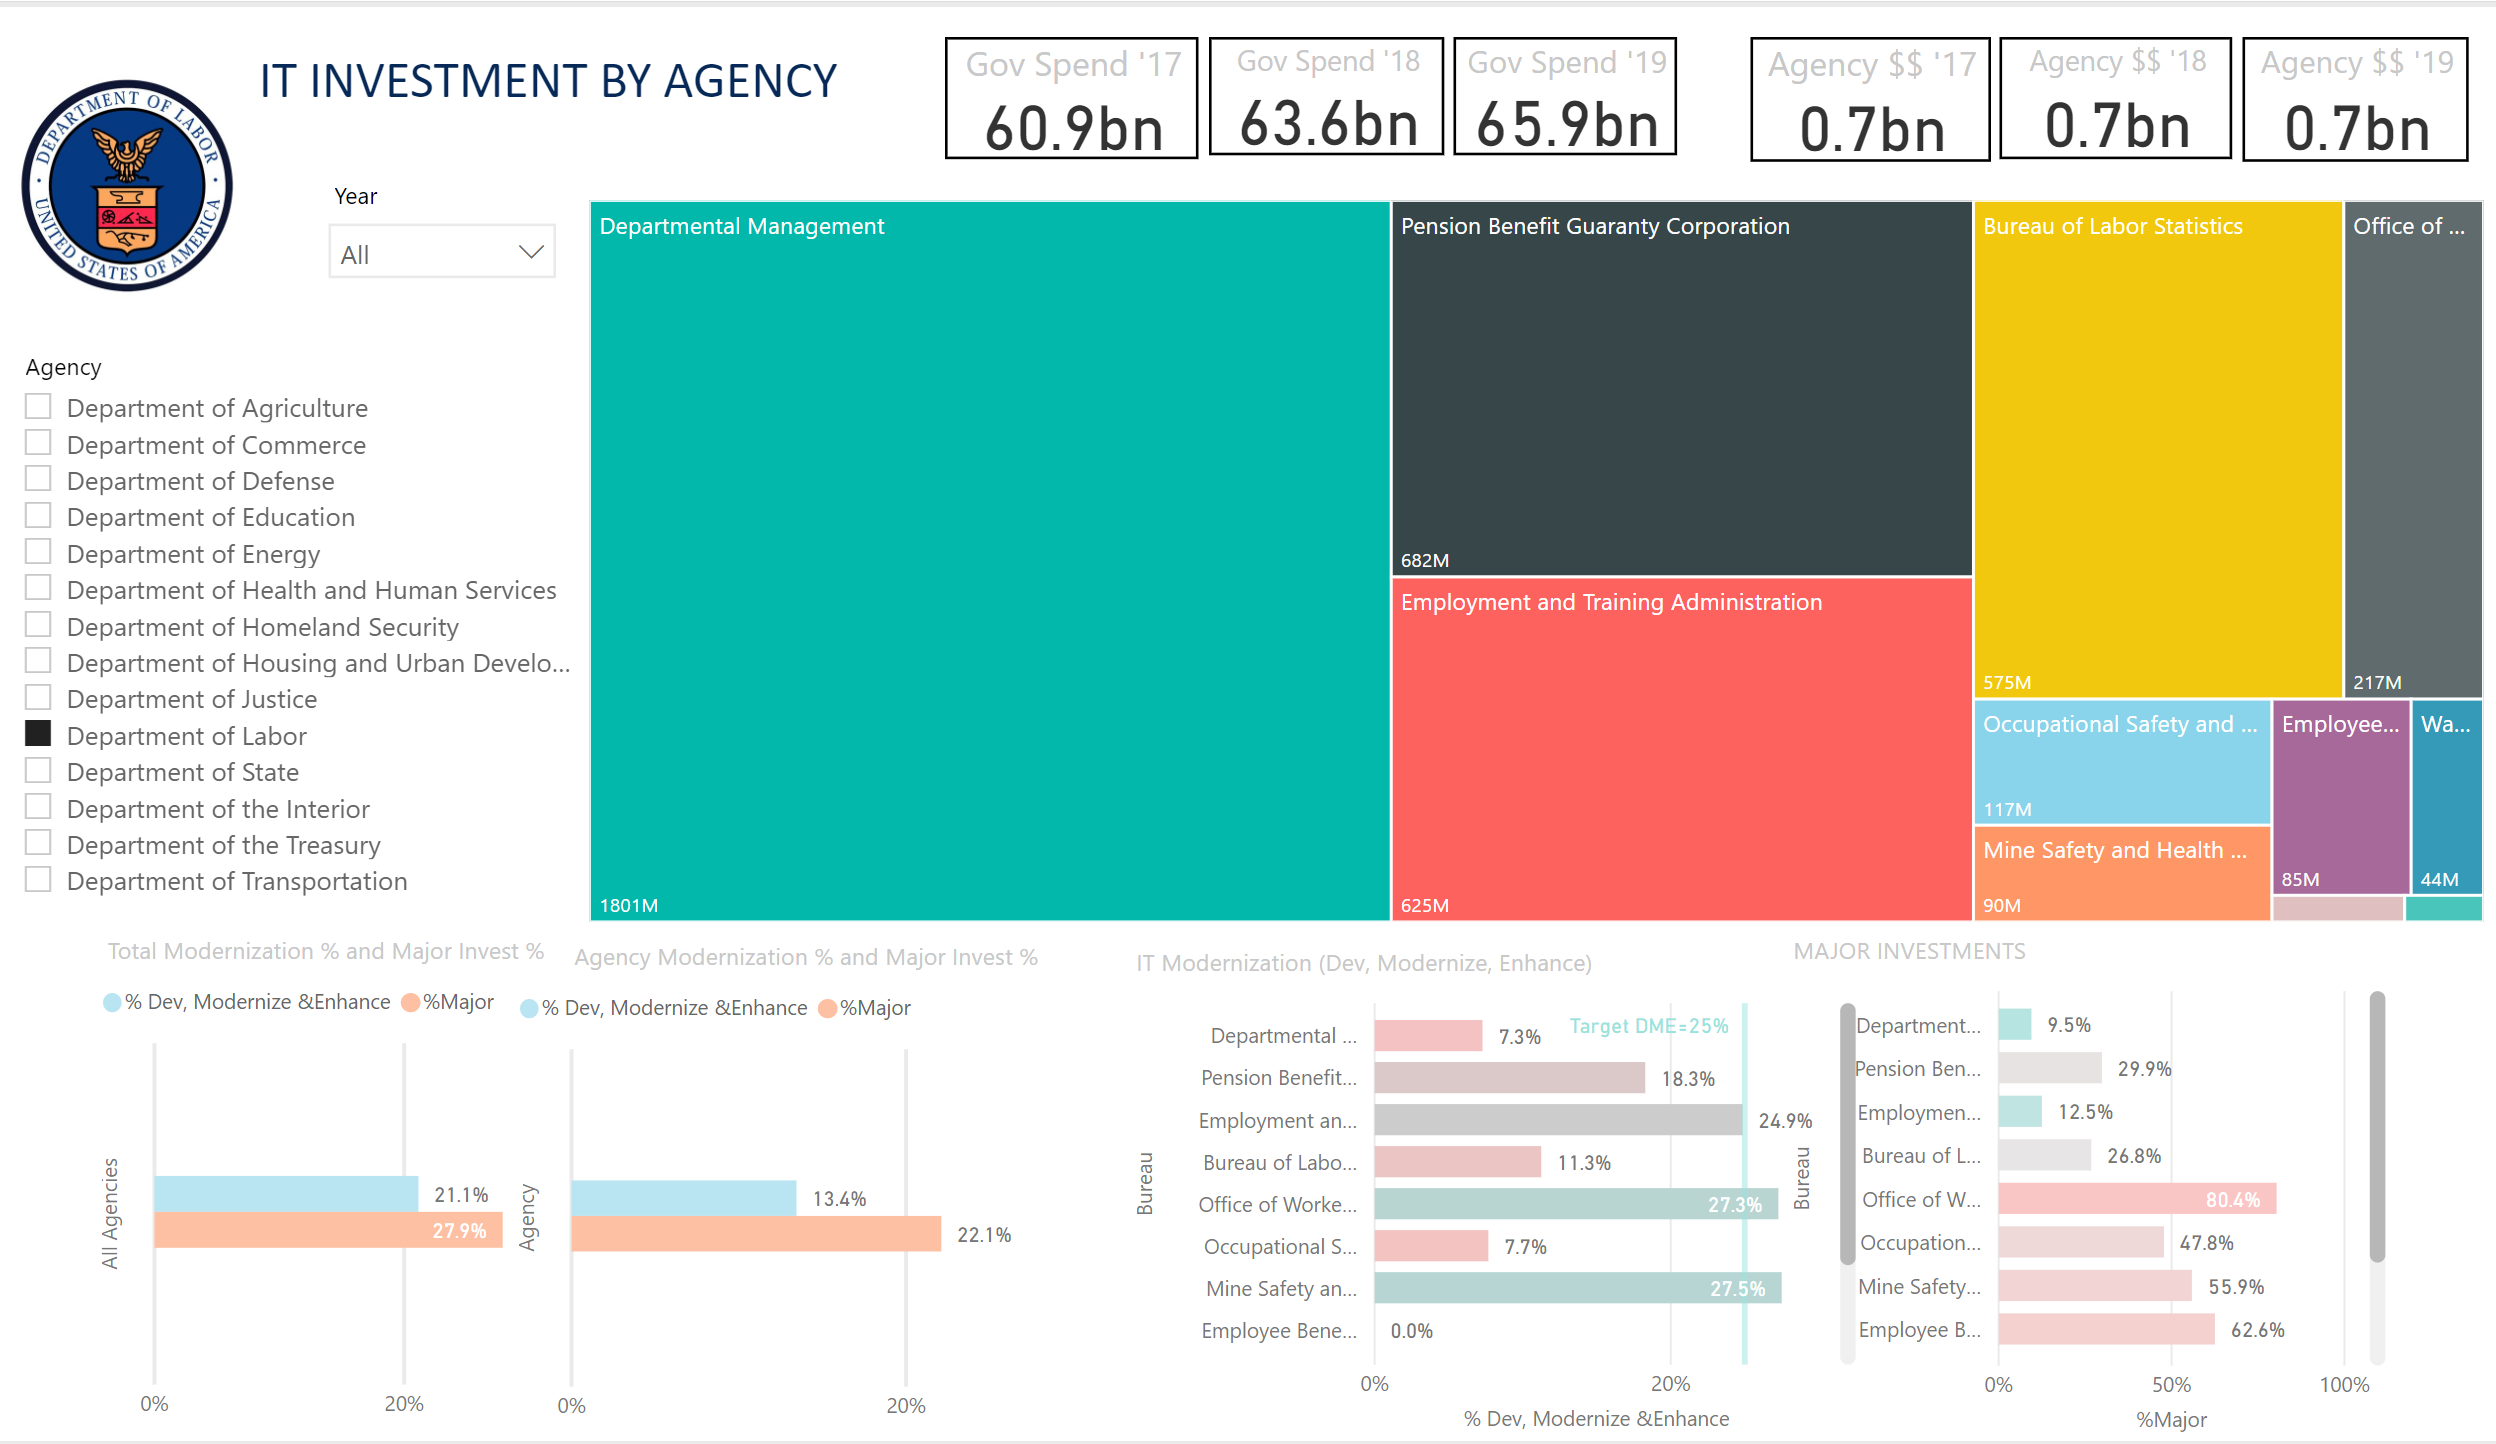 IT INVESTMENT BY AGENCY
DEPARTMENT OF LABOR
UNITED STATES OF AMERICA
Gov Spend '17
60.9bn
Gov Spend '18
63.6bn
Gov Spend '19
65.9bn
Agency $$ '17
0.7bn
Agency $$ '18
0.7bn
Agency $$ '19
0.7bn
Year
All
Agency
Department of Agriculture
Department of Commerce
Department of Defense
Department of Education
Department of Energy
Department of Health and Human Services
Department of Homeland Security
Department of Housing and Urban Develo...
Department of Justice
Department of Labor
Department of State
Department of the Interior
Department of the Treasury
Department of Transportation
Departmental Management
1801M
Pension Benefit Guaranty Corporation
682M
Employment and Training Administration
625M
Bureau of Labor Statistics
575M
Office of ...
217M
Occupational Safety and ...
117M
Mine Safety and Health ...
90M
Employee...
85M
Wa...
44M
Total Modernization % and Major Invest %
% Dev, Modernize &Enhance
%Major
All Agencies
21.1%
27.9%
0%
20%
Agency Modernization % and Major Invest %
% Dev, Modernize &Enhance
%Major
Agency
13.4%
22.1%
0%
20%
IT Modernization (Dev, Modernize, Enhance)
Target DME=25%
Bureau
Departmental ...
7.3%
Pension Benefit...
18.3%
Employment an...
24.9%
Bureau of Labo...
11.3%
Office of Worke...
27.3%
Occupational S...
7.7%
Mine Safety an...
27.5%
Employee Bene...
0.0%
0%
20%
% Dev, Modernize &Enhance
MAJOR INVESTMENTS
Bureau
Department...
9.5%
Pension Ben...
29.9%
Employmen...
12.5%
Bureau of L...
26.8%
Office of W...
80.4%
Occupation...
47.8%
Mine Safety...
55.9%
Employee B...
62.6%
0%
50%
100%
%Major